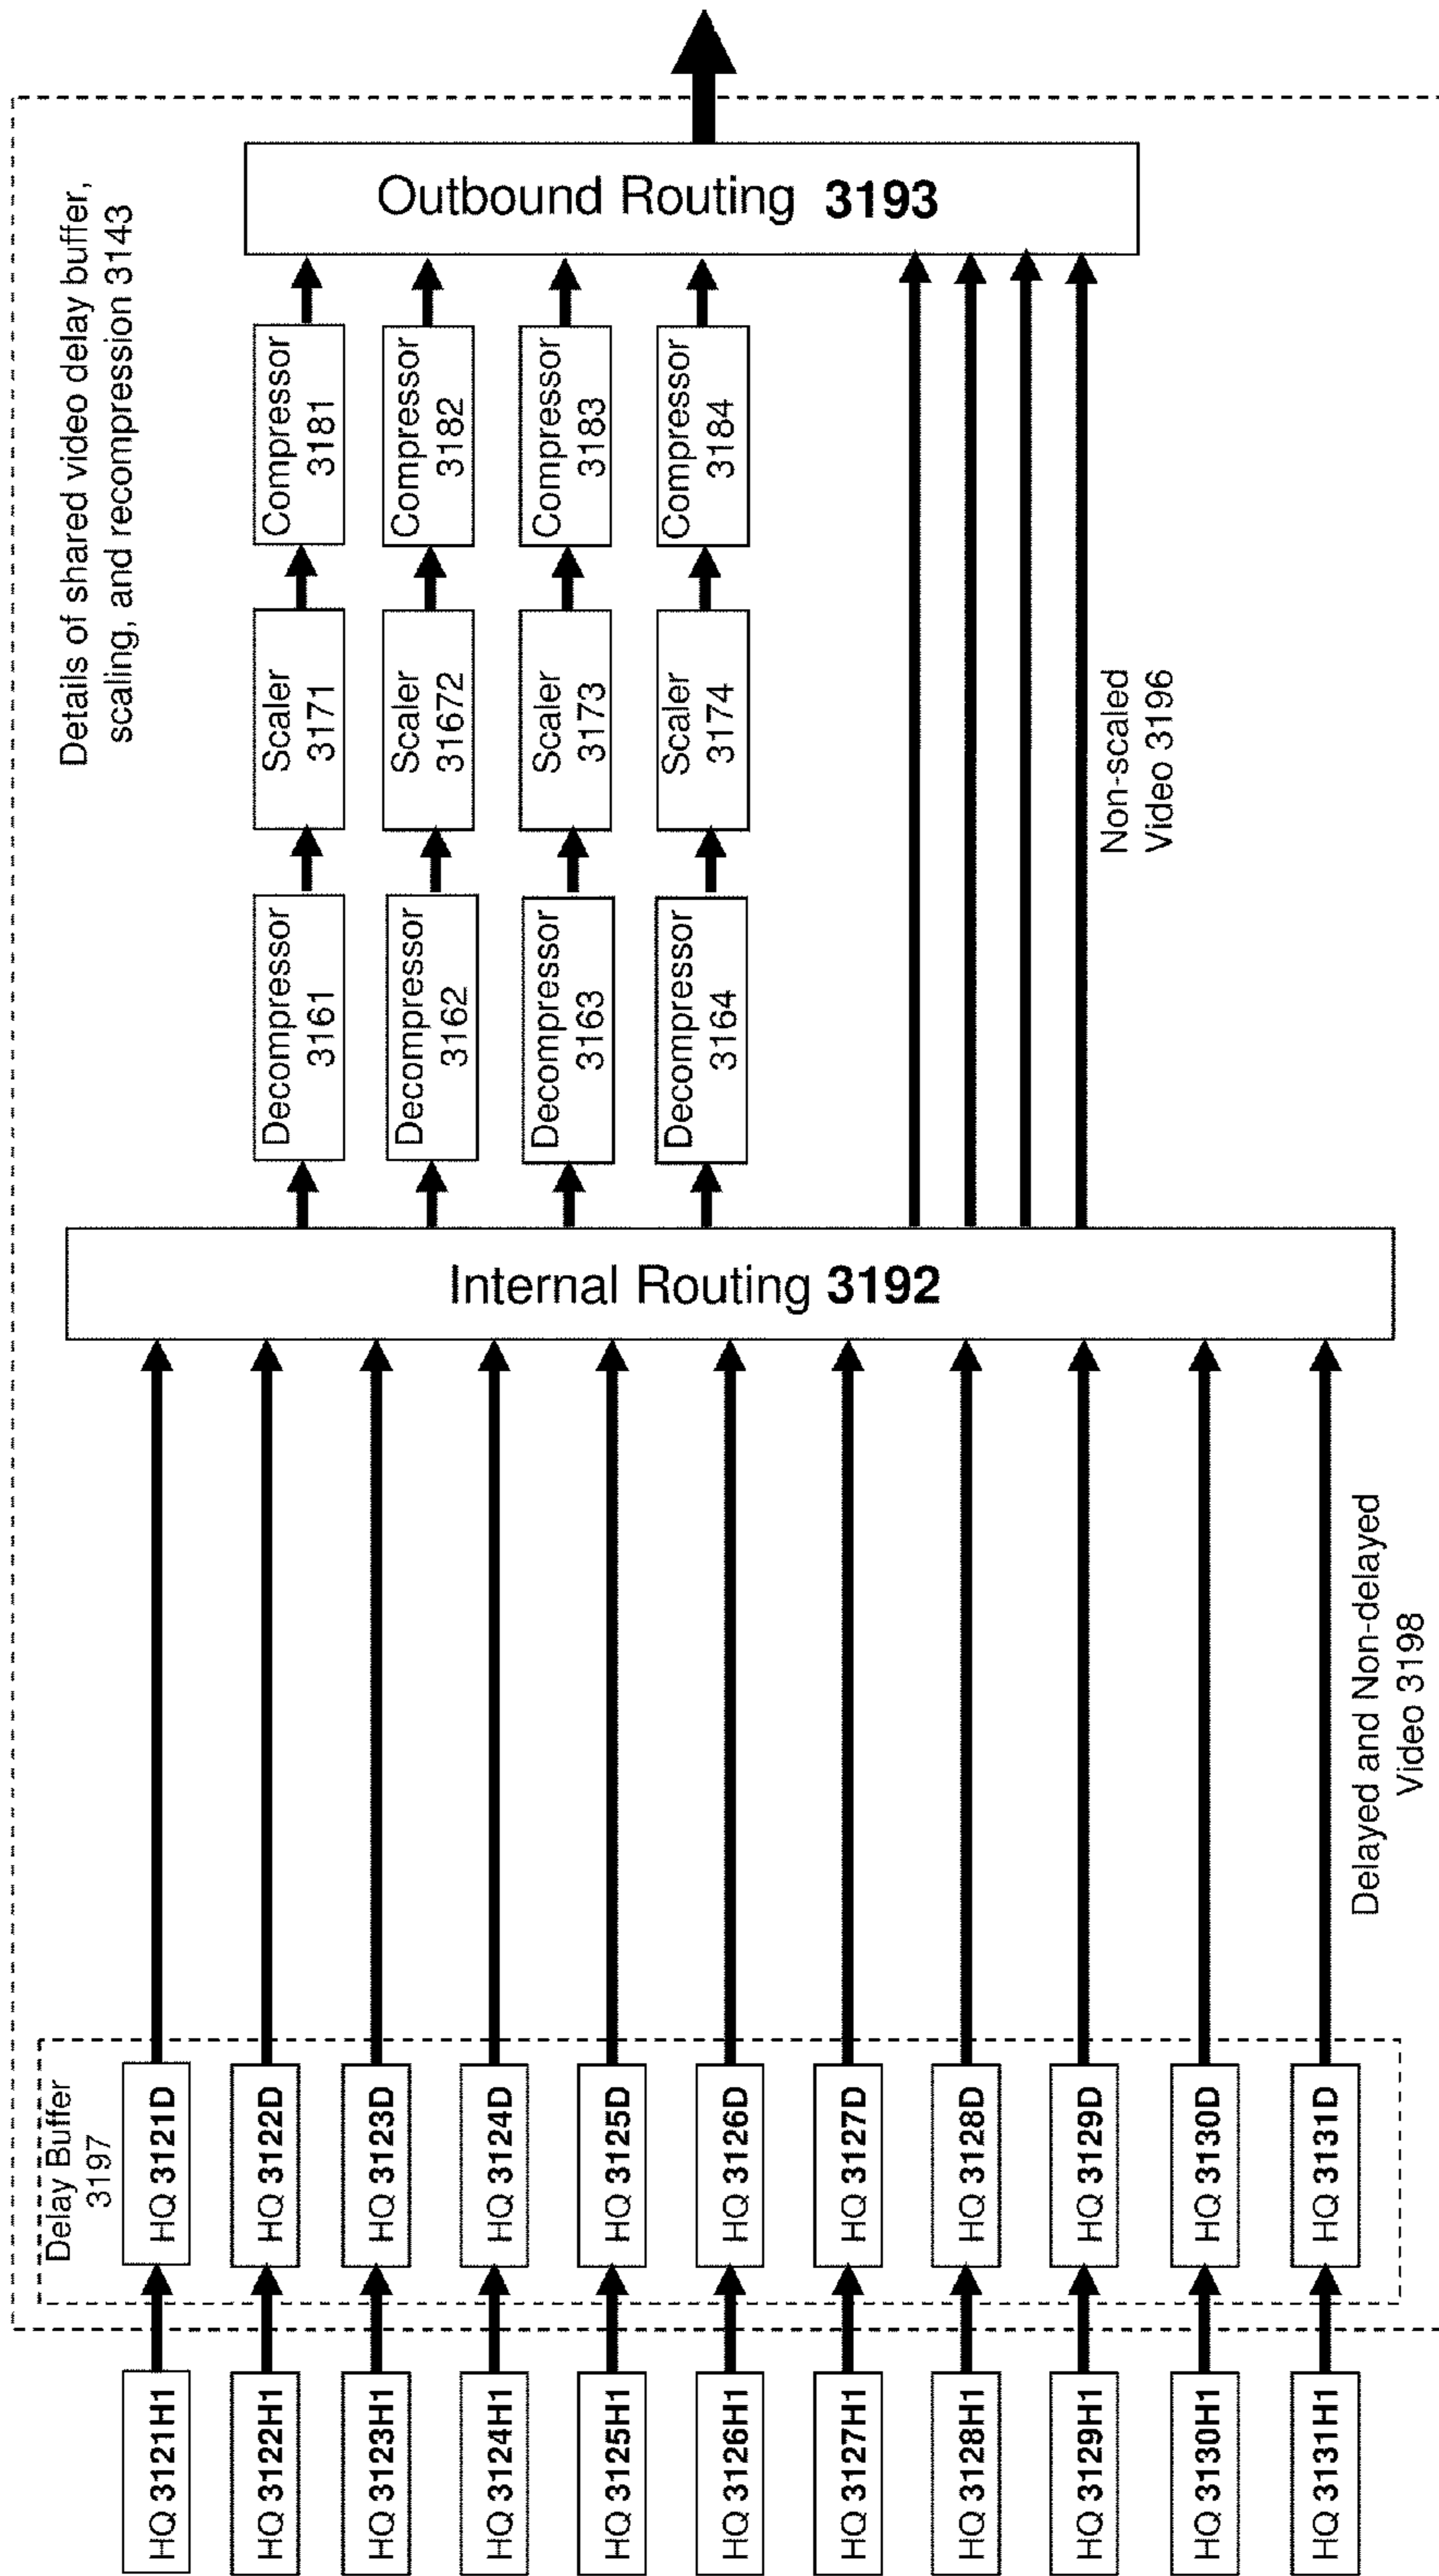 Details of shared video delay buffer,
scaling, and recompression 3143
Delay Buffer
3197
HQ 3121H1
HQ 3121D
HQ 3122H1
HQ 3122D
HQ 3123H1
HQ 3123D
HQ 3124H1
HQ 3124D
HQ 3125H1
HQ 3125D
HQ 3126H1
HQ 3126D
HQ 3127H1
HQ 3127D
HQ 3128H1
HQ 3128D
HQ 3129H1
HQ 3129D
HQ 3130H1
HQ 3130D
HQ 3131H1
HQ 3131D
Delayed and Non-delayed
Video 3198
Internal Routing 3192
Decompressor
3161
Scaler
3171
Compressor
3181
Decompressor
3162
Scaler
31672
Compressor
3182
Decompressor
3163
Scaler
3173
Compressor
3183
Decompressor
3164
Scaler
3174
Compressor
3184
Non-scaled
Video 3196
Outbound Routing 3193